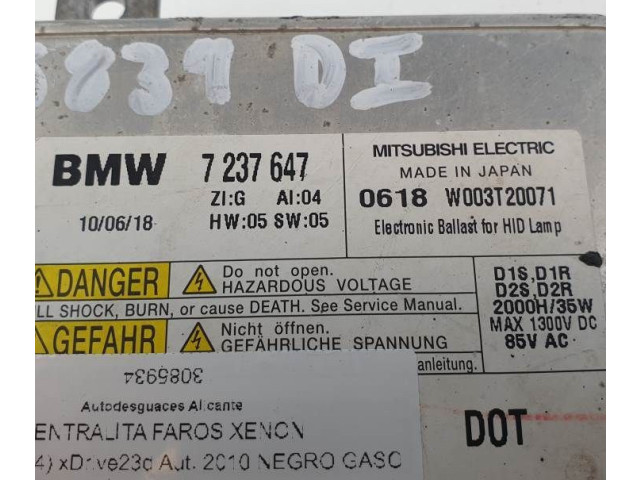 839 DI
BMW 7 237 647
ZI:G AI:04
10/06/18 HW:05 SW:05
MITSUBISHI ELECTRIC
MADE IN JAPAN
0618 W003T20071
Electronic Ballast for HID Lamp
DANGER Do not open.
HAZARDOUS VOLTAGE
LL SHOCK, BURN, or cause DEATH. See Service Manual.
GEFAHR Nicht öffnen.
GEFÄHRLICHE SPANNUNG
anleitung.
D1S,D1R
D2S,D2R
2000H/35W
MAX 1300V DC
85V AC
DOT
3085934
Autodesguaces Alicante
ENTRALITA FAROS XENON
4) xDrive23d Aut. 2010 NEGRO GASO